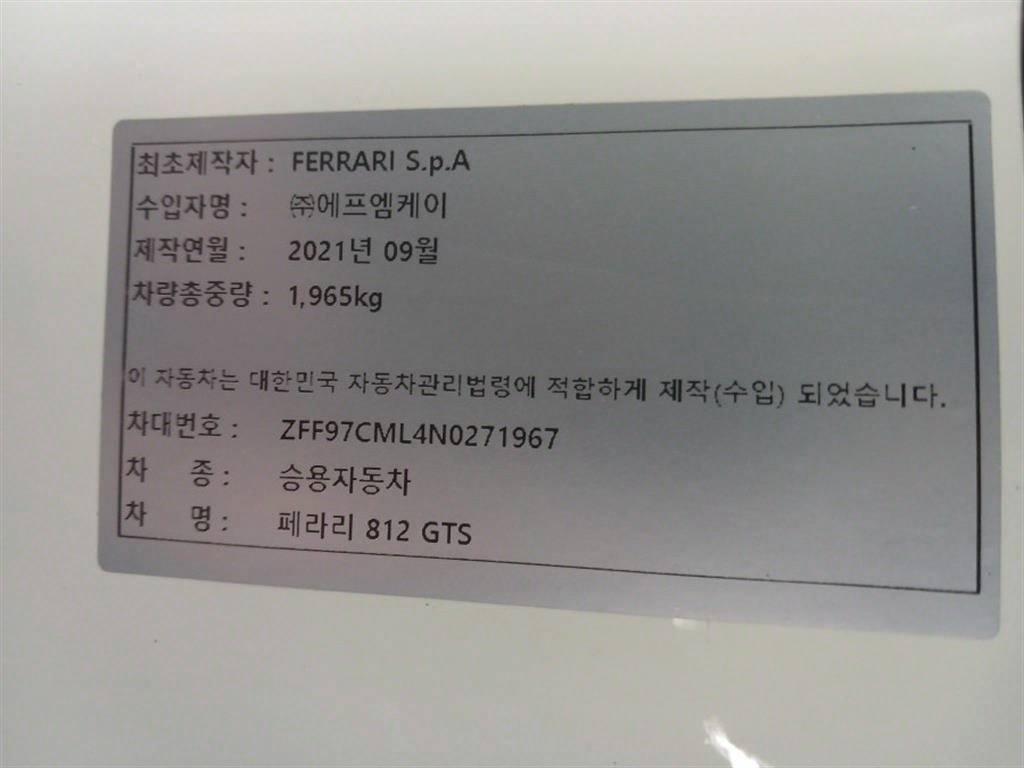 최초제작자 : FERRARI S.p.A
수입자명 : ㈜에프엠케이
제작연월 : 2021년 09월
차량총중량 : 1,965kg
이 자동차는 대한민국 자동차관리법령에 적합하게 제작(수입) 되었습니다.
차대번호 : ZFF97CML4N0271967
차 종 : 승용자동차
차 명 : 페라리 812 GTS